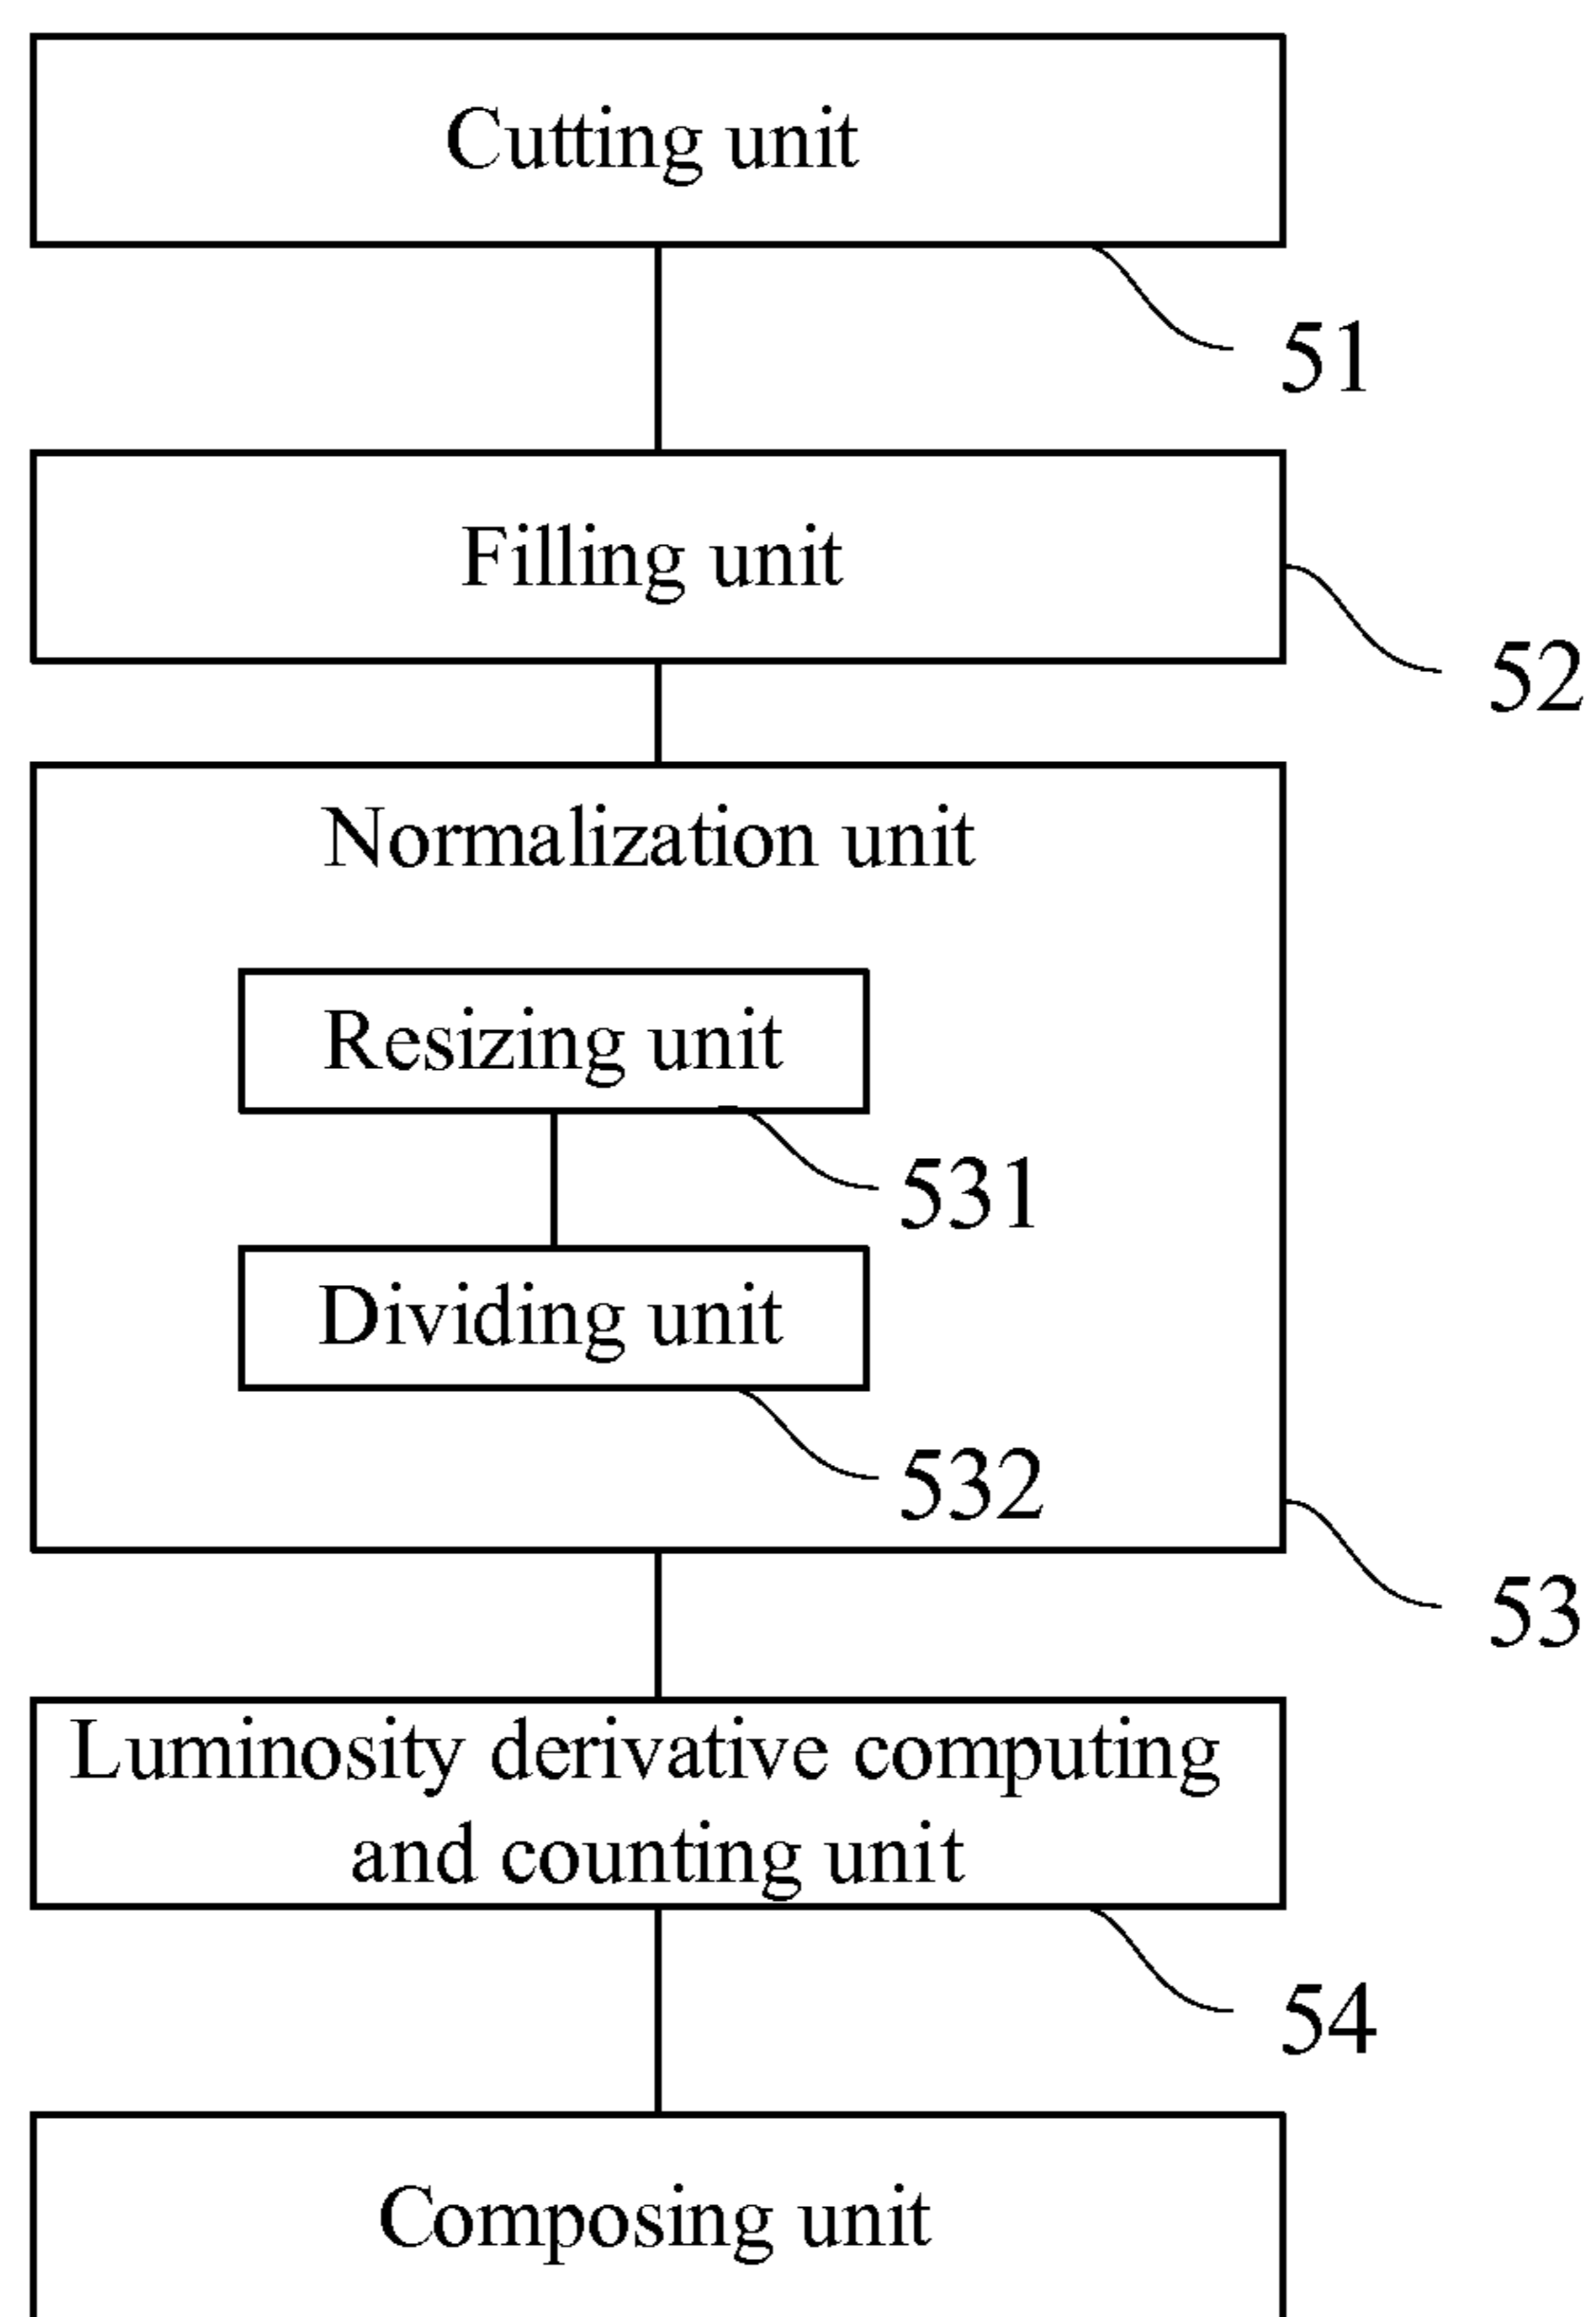 Cutting unit
51
Filling unit
52
Normalization unit
Resizing unit
531
Dividing unit
532
53
Luminosity derivative computing
and counting unit
54
Composing unit